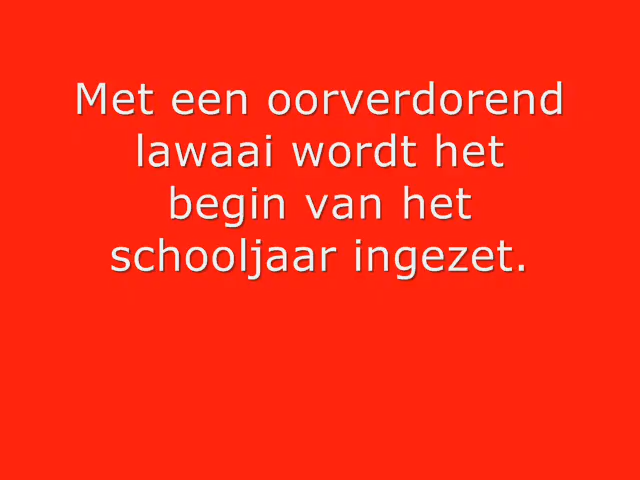 Met een oorverdorend
lawaai wordt het
begin van het
schooljaar ingezet.